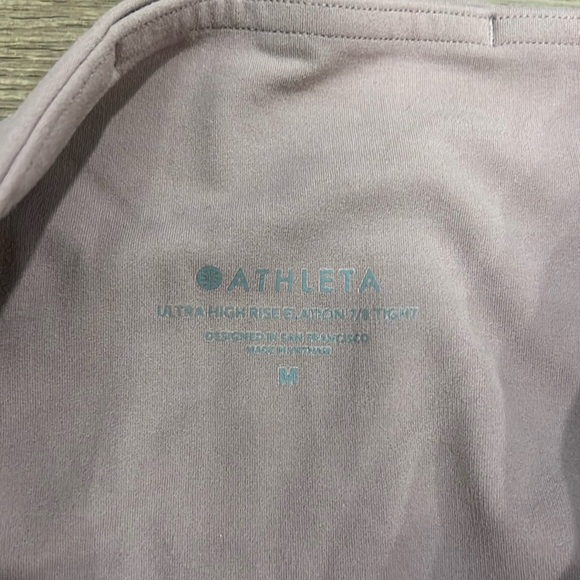 ATHLETA
ULTRA HIGH RISE ELATION 7/8 TIGHT
DESIGNED IN SAN FRANCISCO
MADE IN VIETNAM
M